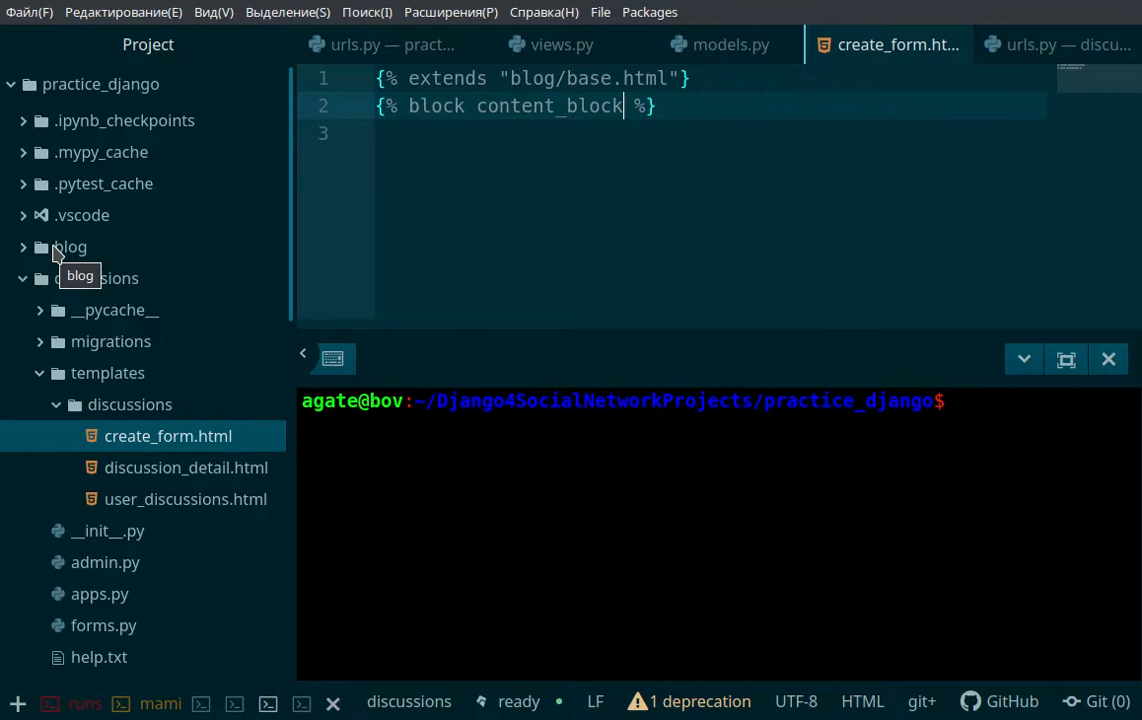 Файл(F) Редактирование(E) Вид(V) Выделение(S) Поиск(I) Расширения(P) Справка(H) File Packages
Project
urls.py — pract...
views.py
models.py
create_form.ht...
urls.py — discu...
practice_django
.ipynb_checkpoints
.mypy_cache
.pytest_cache
.vscode
blog
blog
sions
__pycache__
migrations
templates
discussions
create_form.html
discussion_detail.html
user_discussions.html
__init__.py
admin.py
apps.py
forms.py
help.txt
1 {% extends "blog/base.html"}
2 {% block content_block %}
3
agate@bov:~/Django4SocialNetworkProjects/practice_django$
runs mami discussions ready LF 1 deprecation UTF-8 HTML git+ GitHub Git (0)